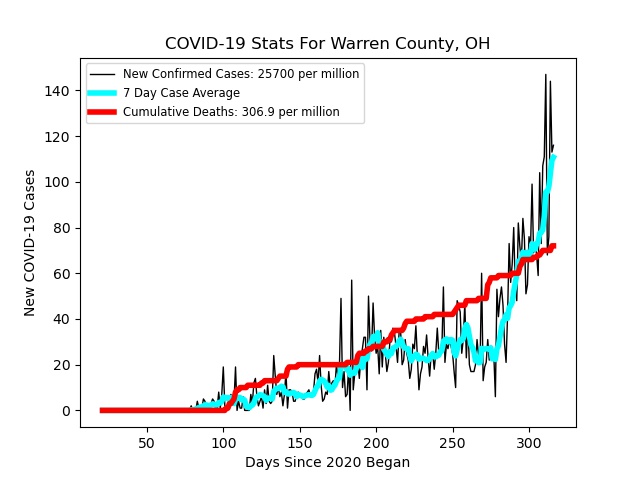 COVID-19 Stats For Warren County, OH
New Confirmed Cases: 25700 per million
7 Day Case Average
Cumulative Deaths: 306.9 per million
New COVID-19 Cases
140
120
100
80
60
40
20
0
50 100 150 200 250 300
Days Since 2020 Began